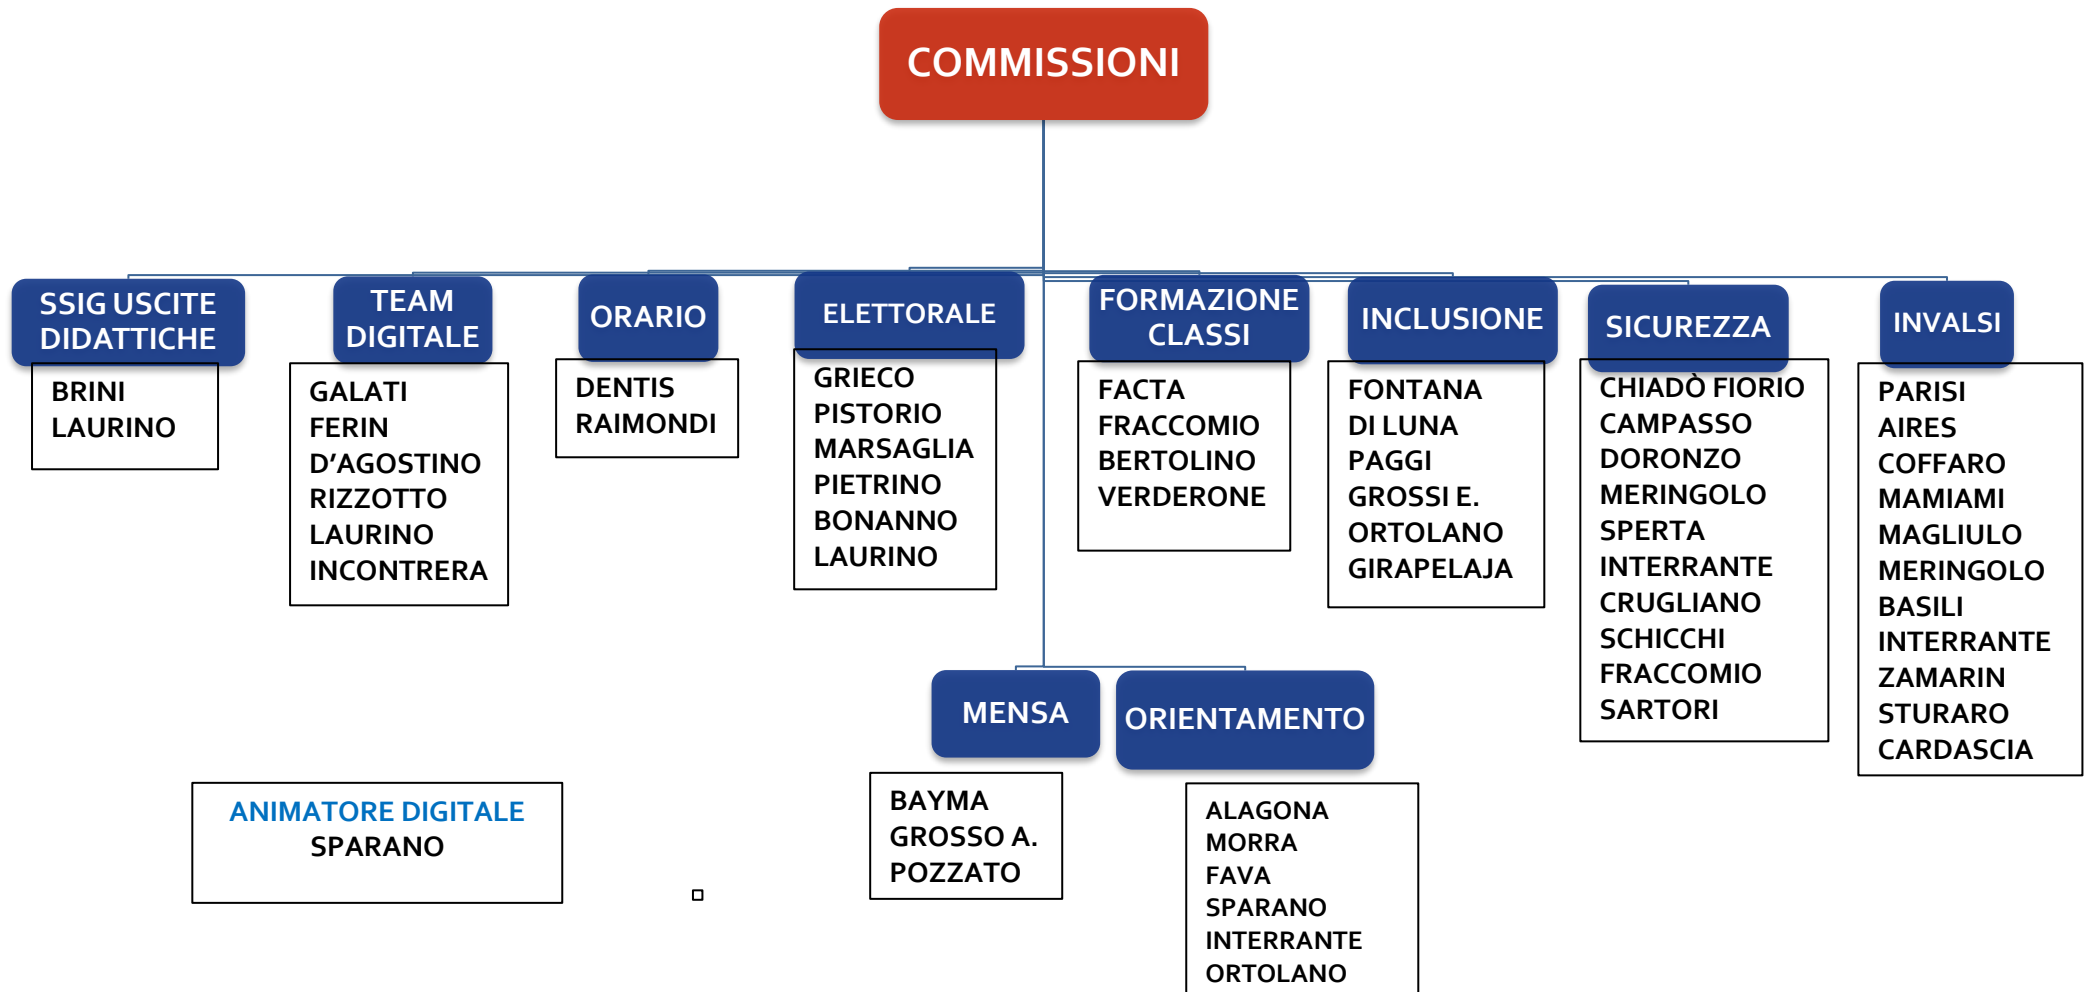 COMMISSIONI
SSIG USCITE
DIDATTICHE
BRINI
LAURINO
TEAM
DIGITALE
GALATI
FERIN
D’AGOSTINO
RIZZOTTO
LAURINO
INCONTRERA
ORARIO
DENTIS
RAIMONDI
ELETTORALE
GRIECO
PISTORIO
MARSAGLIA
PIETRINO
BONANNO
LAURINO
FORMAZIONE
CLASSI
FACTA
FRACCOMIO
BERTOLINO
VERDERONE
INCLUSIONE
FONTANA
DI LUNA
PAGGI
GROSSI E.
ORTOLANO
GIRAPELAJA
SICUREZZA
CHIADÒ FIORIO
CAMPASSO
DORONZO
MERINGOLO
SPERTA
INTERRANTE
CRUGLIANO
SCHICCHI
FRACCOMIO
SARTORI
INVALSI
PARISI
AIRES
COFFARO
MAMIAMI
MAGLIULO
MERINGOLO
BASILI
INTERRANTE
ZAMARIN
STURARO
CARDASCIA
MENSA
BAYMA
GROSSO A.
POZZATO
ORIENTAMENTO
ALAGONA
MORRA
FAVA
SPARANO
INTERRANTE
ORTOLANO
ANIMATORE DIGITALE
SPARANO